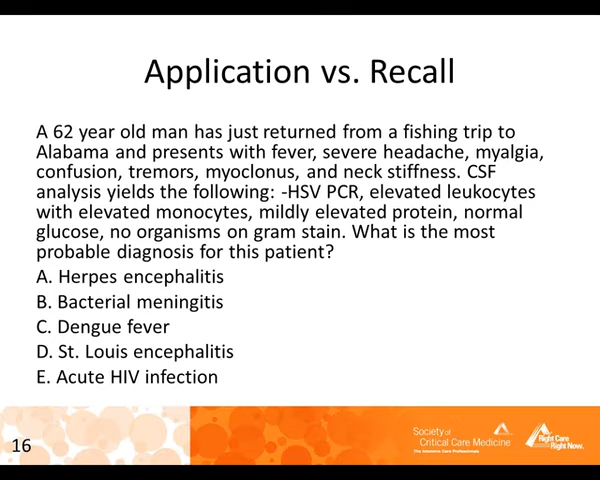 Application vs. Recall
A 62 year old man has just returned from a fishing trip to
Alabama and presents with fever, severe headache, myalgia,
confusion, tremors, myoclonus, and neck stiffness. CSF
analysis yields the following: -HSV PCR, elevated leukocytes
with elevated monocytes, mildly elevated protein, normal
glucose, no organisms on gram stain. What is the most
probable diagnosis for this patient?
A. Herpes encephalitis
B. Bacterial meningitis
C. Dengue fever
D. St. Louis encephalitis
E. Acute HIV infection
16
Society of
Critical Care Medicine
The Intensive Care Professionals
Right Care
Right Now.